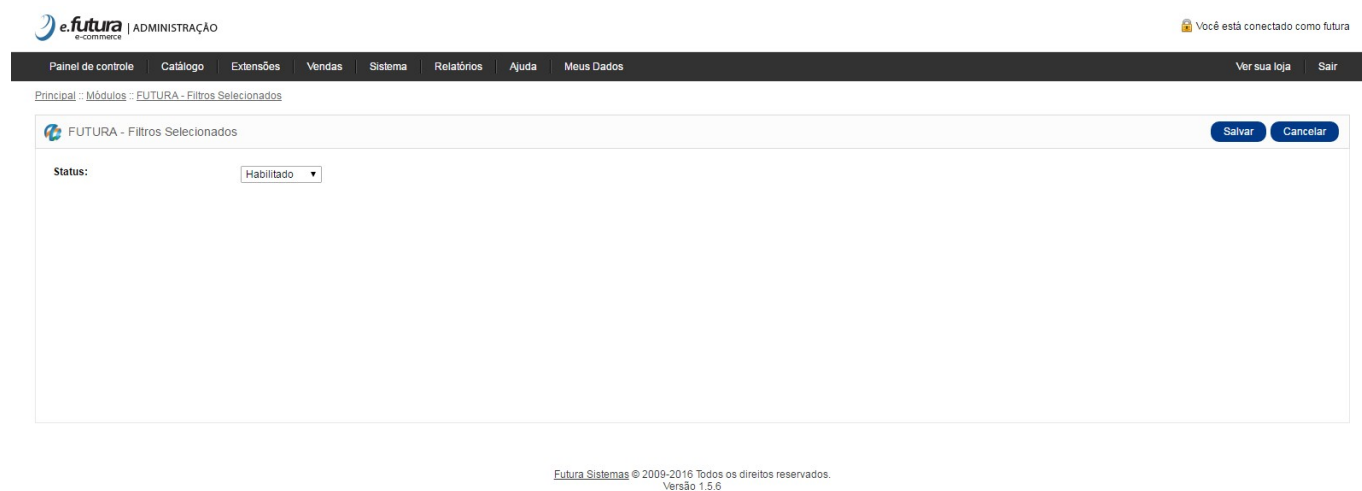 e.futura | ADMINISTRAÇÃO
e-commerce
Você está conectado como futura
Painel de controle Catálogo Extensões Vendas Sistema Relatórios Ajuda Meus Dados Ver sua loja Sair
Principal :: Módulos :: FUTURA - Filtros Selecionados
FUTURA - Filtros Selecionados Salvar Cancelar
Status: Habilitado
Futura Sistemas © 2009-2016 Todos os direitos reservados.
Versão 1.5.6